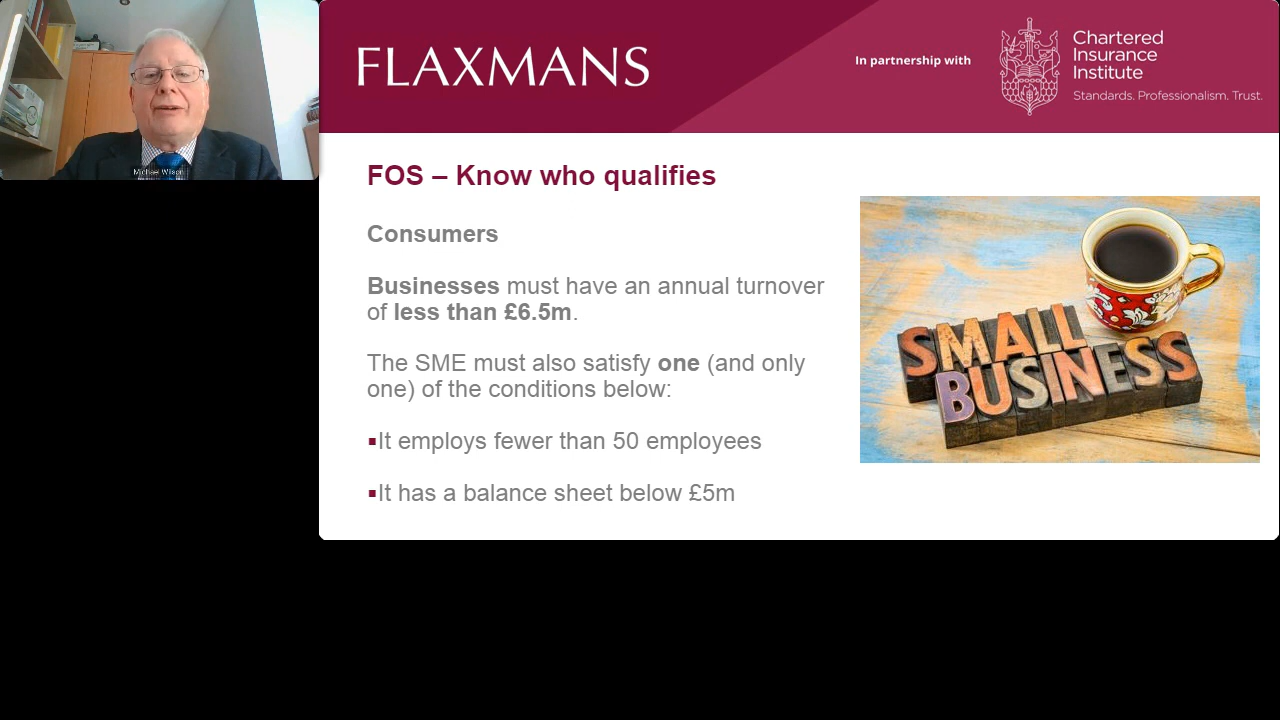 Michael Wilson
FLAXMANS
In partnership with
Chartered
Insurance
Institute
Standards. Professionalism. Trust.
FOS – Know who qualifies
Consumers
Businesses must have an annual turnover
of less than £6.5m.
The SME must also satisfy one (and only
one) of the conditions below:
▪It employs fewer than 50 employees
▪It has a balance sheet below £5m
SMALL
BUSINESS